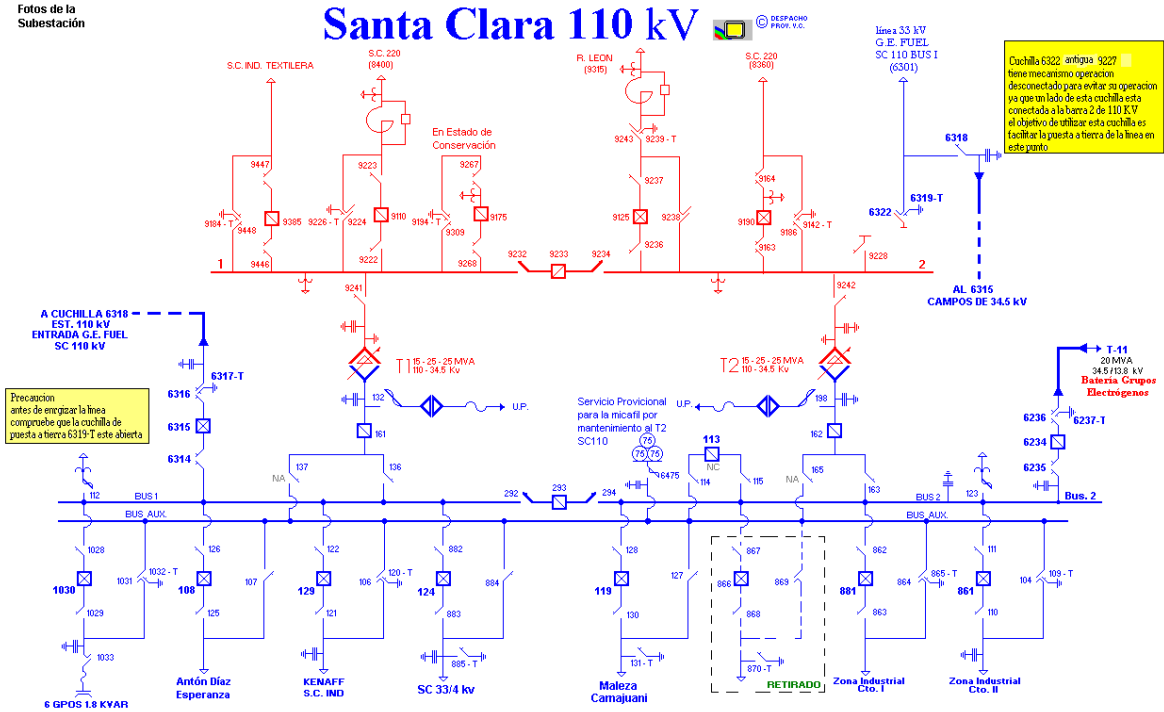 Fotos de la
Subestación
Santa Clara 110 kV
© DESPACHO
PROV. V.C.
línea 33 kV
G.E. FUEL
SC 110 BUS I
(6301)
Cuchilla 6322 antigua 9227
tiene mecanismo operacion
desconectado para evitar su operacion
ya que un lado de esta cuchilla esta
conectada a la barra 2 de 110 KV
el objetivo de utilizar esta cuchilla es
facilitar la puesta a tierra de la linea en
este punto
S.C. IND. TEXTILERA
S.C. 220
(8400)
R. LEON
(9315)
S.C. 220
(8360)
En Estado de
Conservación
9243
9239 - T
6318
9447
9223
9267
9237
9164
6319-T
6322
9184 - T
9448
9385
9226 - T
9224
9110
9194 - T
9309
9175
9125
9238
9190
9186
9142 - T
9446
9222
9268
9236
9163
9228
1
9232
9233
9234
2
9241
9242
AL 6315
CAMPOS DE 34.5 kV
A CUCHILLA 6318
EST. 110 kV
ENTRADA G.E. FUEL
SC 110 kV
T1
15 - 25 - 25 MVA
110 - 34.5 Kv
T2
15 - 25 - 25 MVA
110 - 34.5 Kv
T-11
20 MVA
34.5/13.8 kV
Batería Grupos
Electrógenos
6317-T
6316
6315
6314
Precaucion
antes de enrgizar la linea
compruebe que la cuchilla de
puesta a tierra 6319-T este abierta
132
U.P.
161
Servicio Provicional
para la micafil por
mantenimiento al T2
SC110
75
75 75
U.P.
198
162
113
NC
6236
6237-T
6234
6235
137
NA
136
6475
114
115
165
NA
163
112
BUS 1
292
293
294
BUS 2
123
Bus. 2
BUS AUX.
BUS AUX.
1028
1032 - T
1031
1030
1029
1033
126
107
108
125
122
120 - T
106
129
121
882
884
124
883
885 - T
128
127
119
130
131 - T
867
866
869
868
870 - T
862
865 - T
864
881
863
111
109 - T
104
861
110
6 GPOS 1.8 KVAR
Antón Díaz
Esperanza
KENAFF
S.C. IND
SC 33/4 kv
Maleza
Camajuani
RETIRADO
Zona Industrial
Cto. I
Zona Industrial
Cto. II